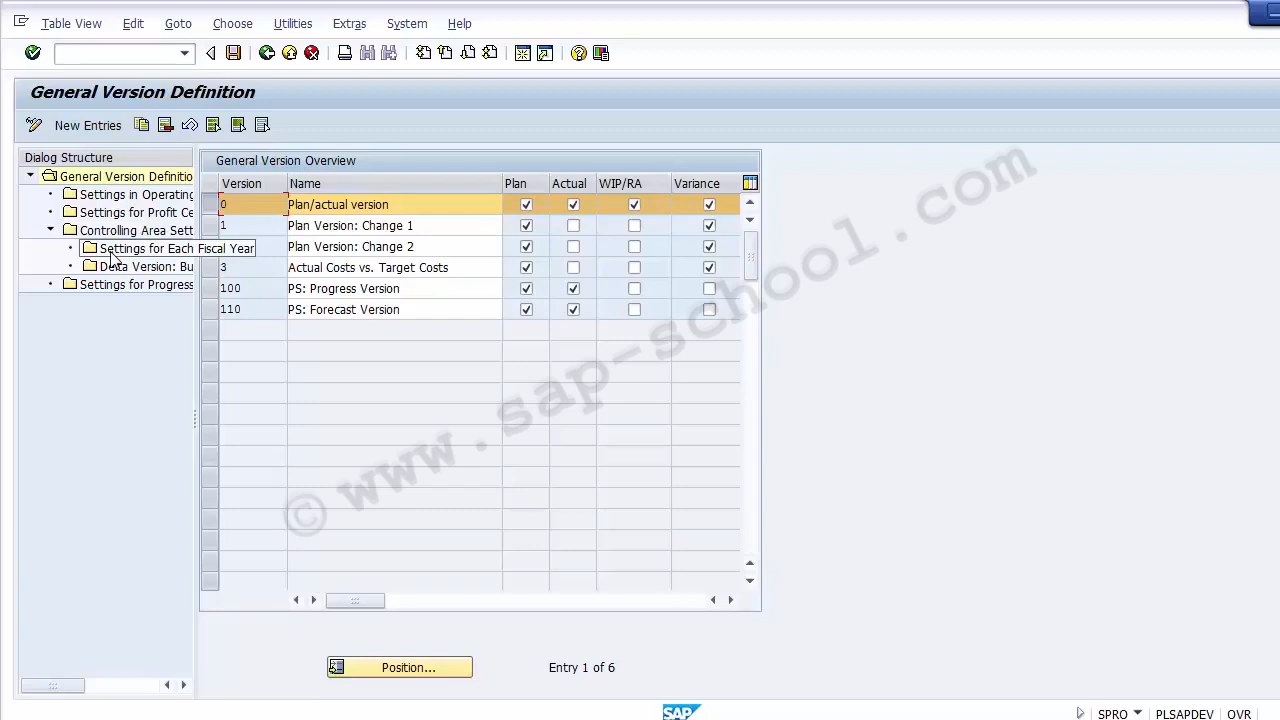 Table View Edit Goto Choose Utilities Extras System Help
General Version Definition
New Entries
Dialog Structure
General Version Definitio
Settings in Operating
Settings for Profit Ce
Controlling Area Sett
Settings for Each Fiscal Year
Delta Version: Bu
Settings for Progress
General Version Overview
Version Name Plan Actual WIP/RA Variance
0 Plan/actual version
1 Plan Version: Change 1
2 Plan Version: Change 2
3 Actual Costs vs. Target Costs
100 PS: Progress Version
110 PS: Forecast Version
© www.sap-school.com
Position... Entry 1 of 6
SAP SPRO PLSAPDEV OVR